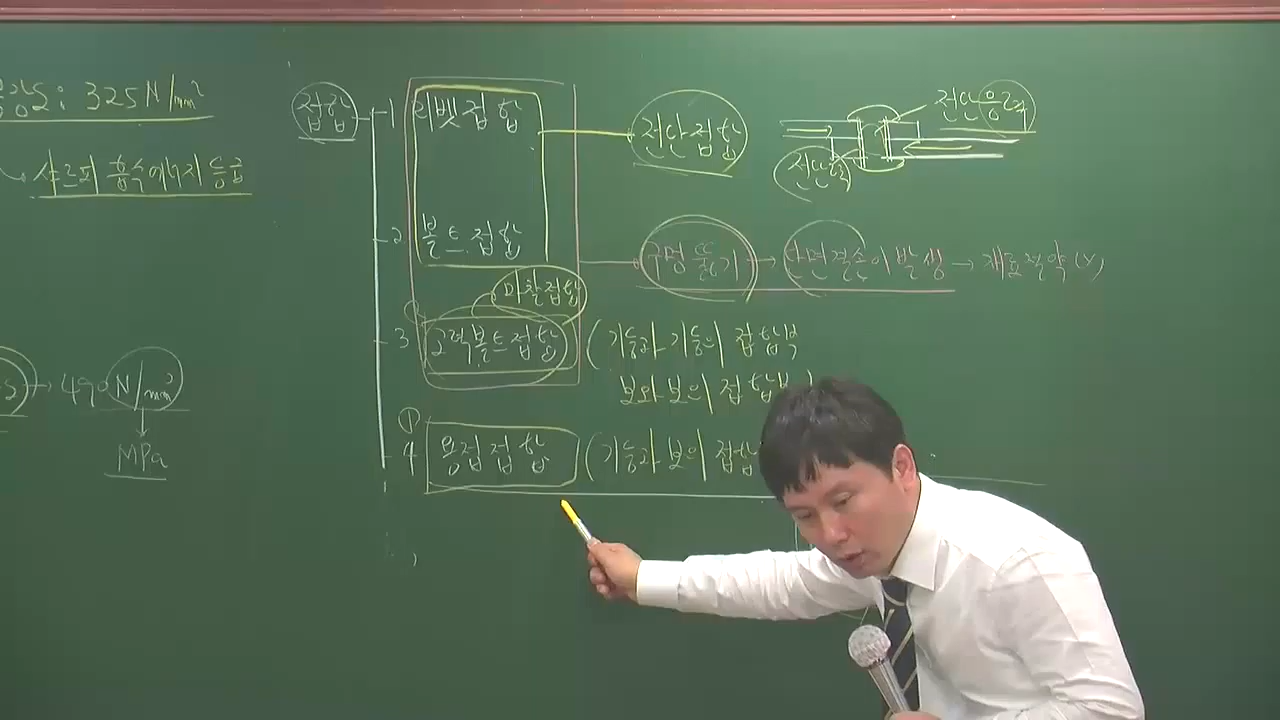 강도: 325N/mm²
샤르피 흡수에너지 등급
490N/mm²
MPa
접합
1 리벳접합
2 볼트접합
마찰접합
3 고력볼트접합 (기둥과 기둥의 접합부
보와 보의 접합부)
①
4 용접접합 (기둥과 보의 접합
전단접합
전단응력
전단
구멍뚫기 → 단면결손이 발생 → 재료절약(X)